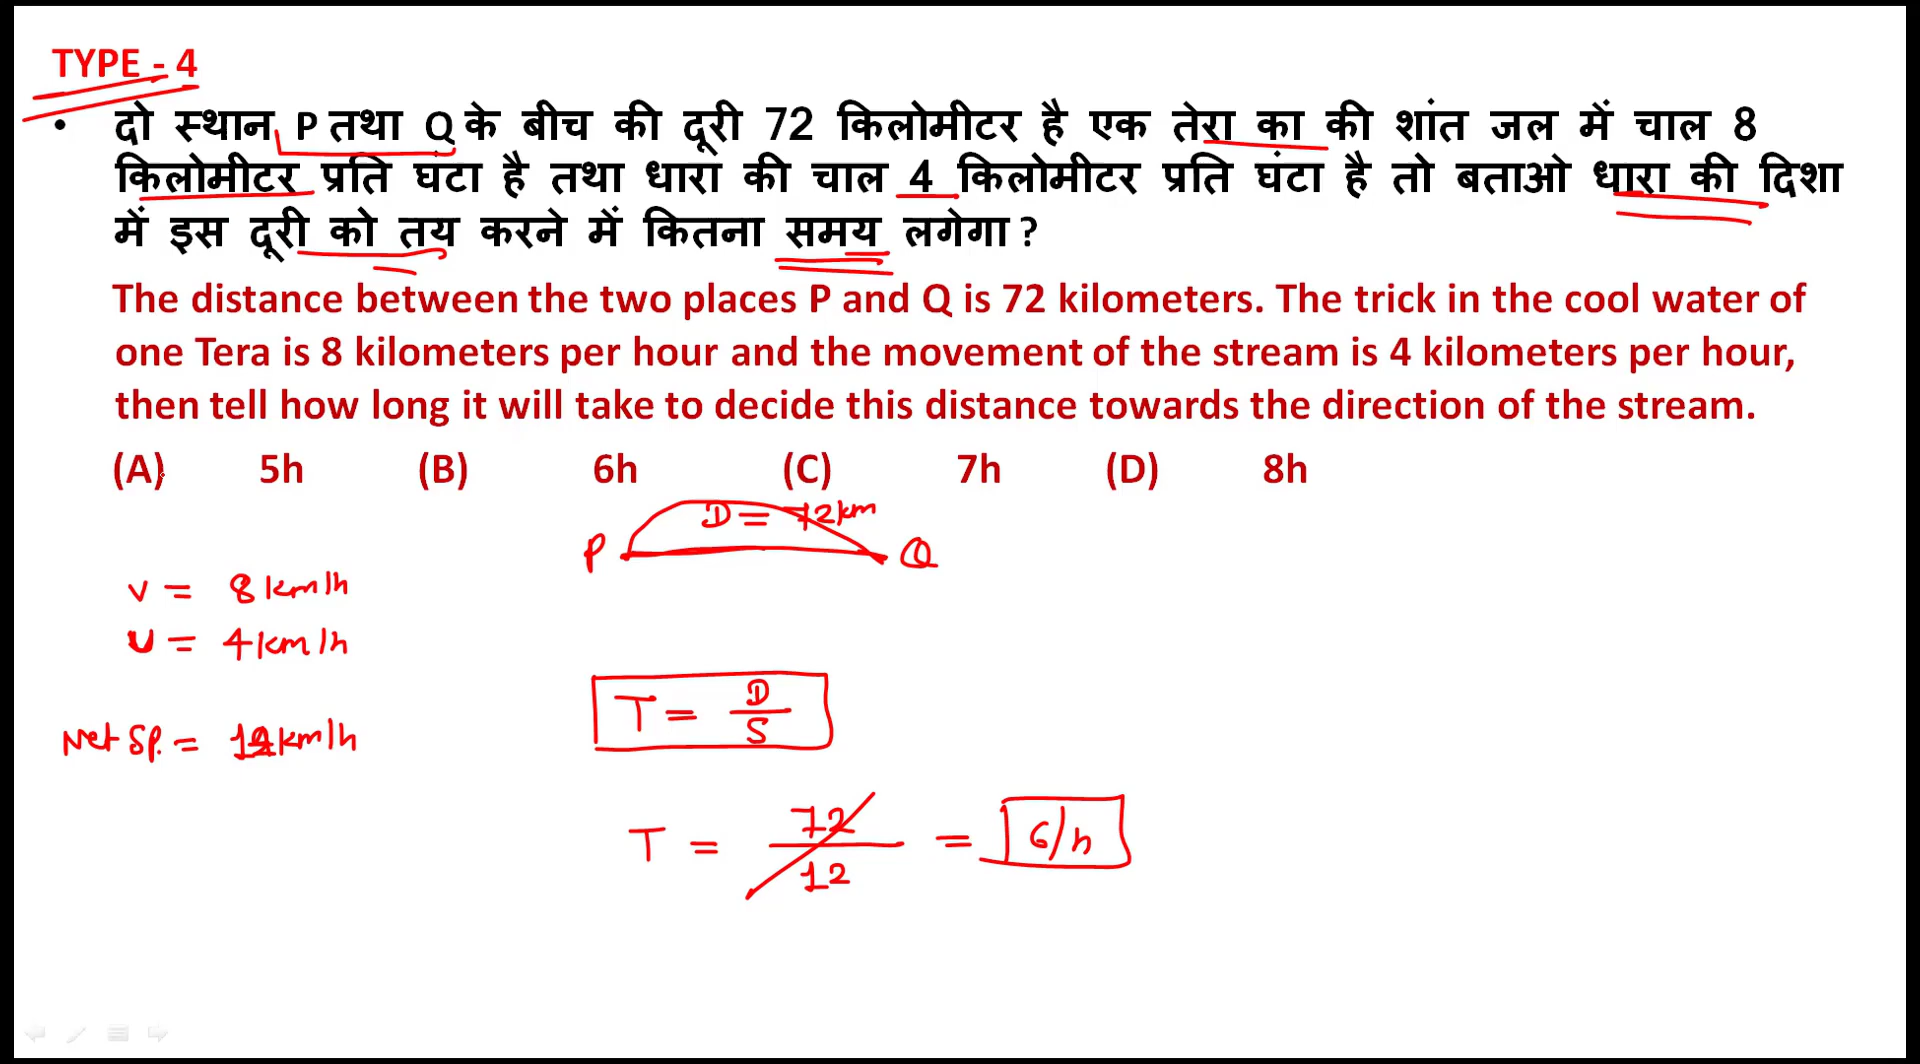 TYPE - 4
• दो स्थान P तथा Q के बीच की दूरी 72 किलोमीटर है एक तेरा का की शांत जल में चाल 8
किलोमीटर प्रति घंटा है तथा धारा की चाल 4 किलोमीटर प्रति घंटा है तो बताओ धारा की दिशा
में इस दूरी को तय करने में कितना समय लगेगा ?
The distance between the two places P and Q is 72 kilometers. The trick in the cool water of
one Tera is 8 kilometers per hour and the movement of the stream is 4 kilometers per hour,
then tell how long it will take to decide this distance towards the direction of the stream.
(A) 5h (B) 6h (C) 7h (D) 8h
D = 72km
P Q
v = 8km/h
u = 4km/h
T = D/S
Net Sp. = 12km/h
T = 72/12 = 6/h